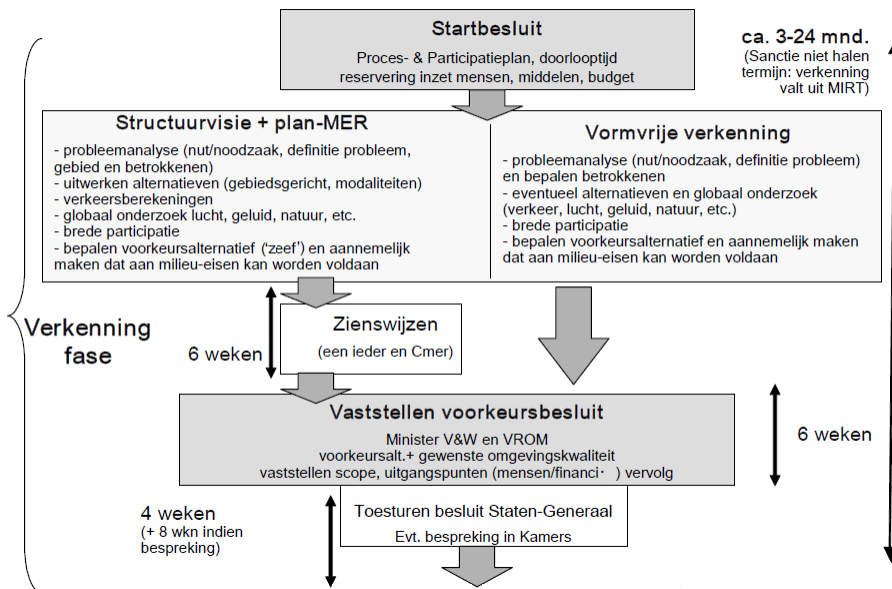 Startbesluit
Proces- & Participatieplan, doorlooptijd
reservering inzet mensen, middelen, budget
ca. 3-24 mnd.
(Sanctie niet halen
termijn: verkenning
valt uit MIRT)
Structuurvisie + plan-MER
- probleemanalyse (nut/noodzaak, definitie probleem,
gebied en betrokkenen)
- uitwerken alternatieven (gebiedsgericht, modaliteiten)
- verkeersberekeningen
- globaal onderzoek lucht, geluid, natuur, etc.
- brede participatie
- bepalen voorkeursalternatief (‘zeef’) en aannemelijk
maken dat aan milieu-eisen kan worden voldaan
Vormvrije verkenning
- probleemanalyse (nut/noodzaak, definitie probleem)
en bepalen betrokkenen
- eventueel alternatieven en globaal onderzoek
(verkeer, lucht, geluid, natuur, etc.)
- brede participatie
- bepalen voorkeursalternatief en aannemelijk maken
dat aan milieu-eisen kan worden voldaan
Verkenning
fase
6 weken
Zienswijzen
(een ieder en Cmer)
Vaststellen voorkeursbesluit
Minister V&W en VROM
voorkeursalt.+ gewenste omgevingskwaliteit
vaststellen scope, uitgangspunten (mensen/financi· ) vervolg
6 weken
4 weken
(+ 8 wkn indien
bespreking)
Toesturen besluit Staten-Generaal
Evt. bespreking in Kamers